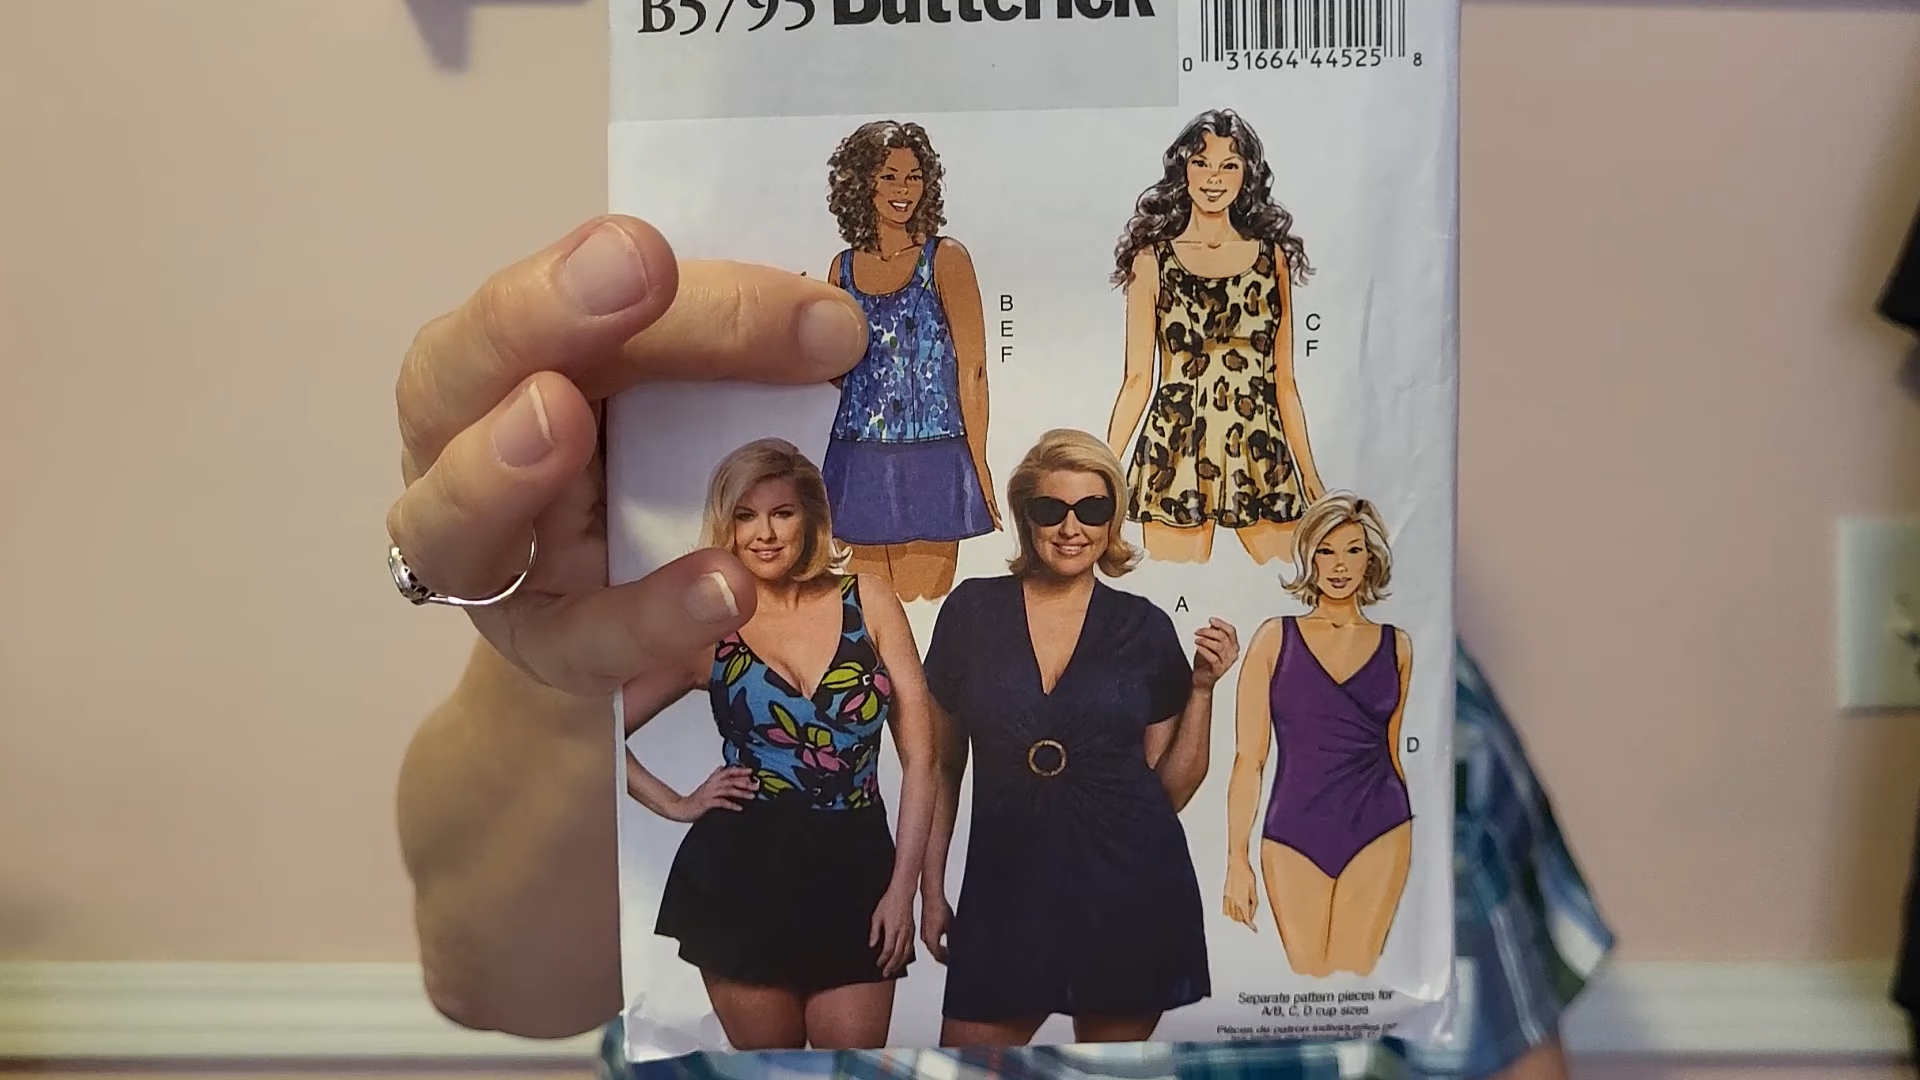 B5795 Butterick
0 31664 44525 8
B
E
F
C
F
A
D
Separate pattern pieces for
A/B, C, D cup sizes
Pièces de patron individuelles